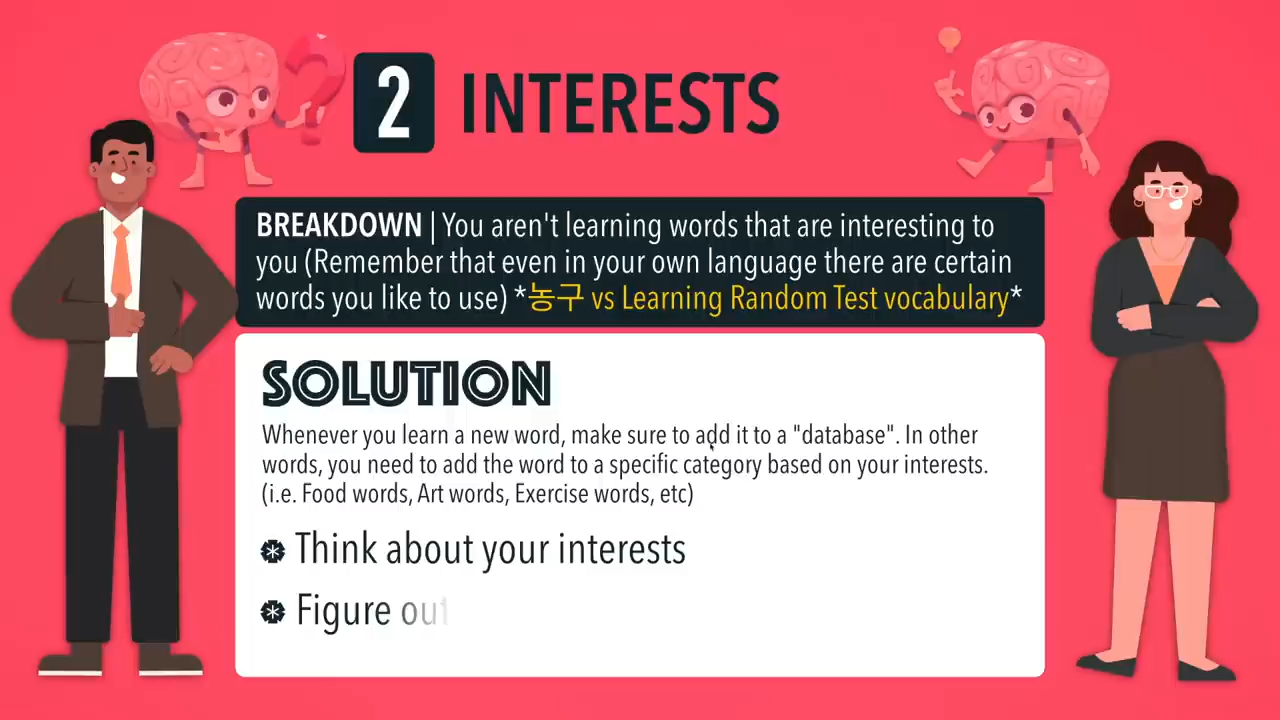 2 INTERESTS
BREAKDOWN | You aren't learning words that are interesting to
you (Remember that even in your own language there are certain
words you like to use) *농구 vs Learning Random Test vocabulary*
SOLUTION
Whenever you learn a new word, make sure to add it to a "database". In other
words, you need to add the word to a specific category based on your interests.
(i.e. Food words, Art words, Exercise words, etc)
Think about your interests
Figure out